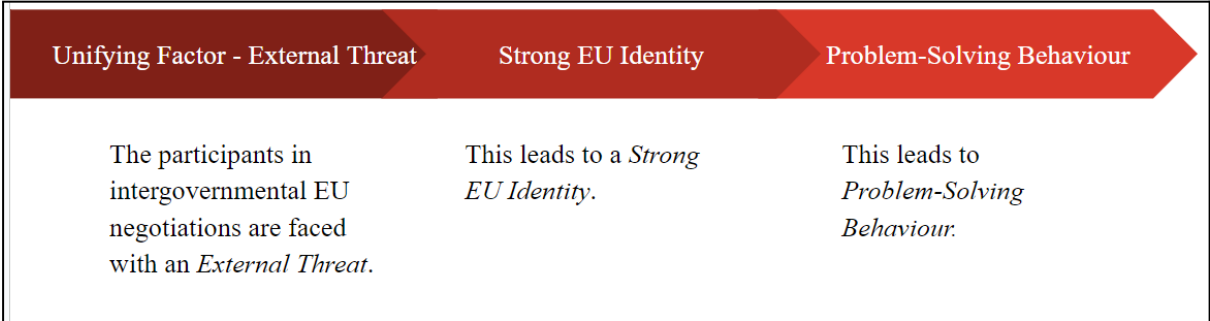 Unifying Factor - External Threat
Strong EU Identity
Problem-Solving Behaviour
The participants in
intergovernmental EU
negotiations are faced
with an External Threat.
This leads to a Strong
EU Identity.
This leads to
Problem-Solving
Behaviour.